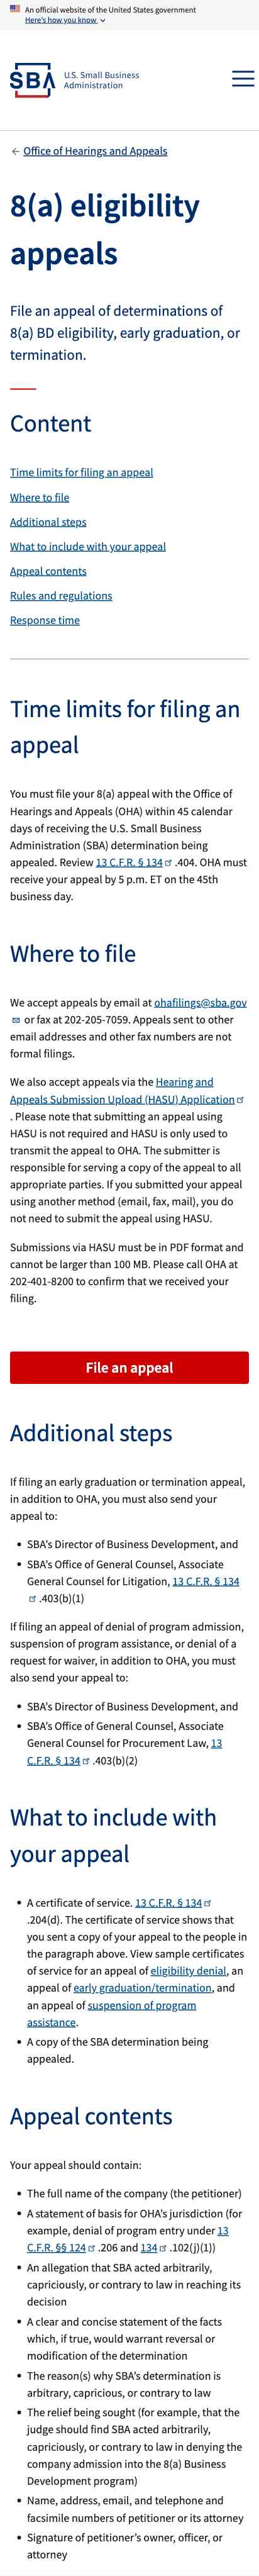 An official website of the United States government
Here's how you know
SBA
U.S. Small Business
Administration
Office of Hearings and Appeals
8(a) eligibility
appeals
File an appeal of determinations of
8(a) BD eligibility, early graduation, or
termination.
Content
Time limits for filing an appeal
Where to file
Additional steps
What to include with your appeal
Appeal contents
Rules and regulations
Response time
Time limits for filing an
appeal
You must file your 8(a) appeal with the Office of
Hearings and Appeals (OHA) within 45 calendar
days of receiving the U.S. Small Business
Administration (SBA) determination being
appealed. Review 13 C.F.R. § 134 .404. OHA must
receive your appeal by 5 p.m. ET on the 45th
business day.
Where to file
We accept appeals by email at ohafilings@sba.gov
or fax at 202-205-7059. Appeals sent to other
email addresses and other fax numbers are not
formal filings.
We also accept appeals via the Hearing and
Appeals Submission Upload (HASU) Application
. Please note that submitting an appeal using
HASU is not required and HASU is only used to
transmit the appeal to OHA. The submitter is
responsible for serving a copy of the appeal to all
appropriate parties. If you submitted your appeal
using another method (email, fax, mail), you do
not need to submit the appeal using HASU.
Submissions via HASU must be in PDF format and
cannot be larger than 100 MB. Please call OHA at
202-401-8200 to confirm that we received your
filing.
File an appeal
Additional steps
If filing an early graduation or termination appeal,
in addition to OHA, you must also send your
appeal to:
• SBA's Director of Business Development, and
• SBA's Office of General Counsel, Associate
General Counsel for Litigation, 13 C.F.R. § 134
.403(b)(1)
If filing an appeal of denial of program admission,
suspension of program assistance, or denial of a
request for waiver, in addition to OHA, you must
also send your appeal to:
• SBA's Director of Business Development, and
• SBA's Office of General Counsel, Associate
General Counsel for Procurement Law, 13
C.F.R. § 134 .403(b)(2)
What to include with
your appeal
• A certificate of service. 13 C.F.R. § 134
.204(d). The certificate of service shows that
you sent a copy of your appeal to the people in
the paragraph above. View sample certificates
of service for an appeal of eligibility denial, an
appeal of early graduation/termination, and
an appeal of suspension of program
assistance.
• A copy of the SBA determination being
appealed.
Appeal contents
Your appeal should contain:
• The full name of the company (the petitioner)
• A statement of basis for OHA's jurisdiction (for
example, denial of program entry under 13
C.F.R. §§ 124 .206 and 134 .102(j)(1))
• An allegation that SBA acted arbitrarily,
capriciously, or contrary to law in reaching its
decision
• A clear and concise statement of the facts
which, if true, would warrant reversal or
modification of the determination
• The reason(s) why SBA's determination is
arbitrary, capricious, or contrary to law
• The relief being sought (for example, that the
judge should find SBA acted arbitrarily,
capriciously, or contrary to law in denying the
company admission into the 8(a) Business
Development program)
• Name, address, email, and telephone and
facsimile numbers of petitioner or its attorney
• Signature of petitioner's owner, officer, or
attorney